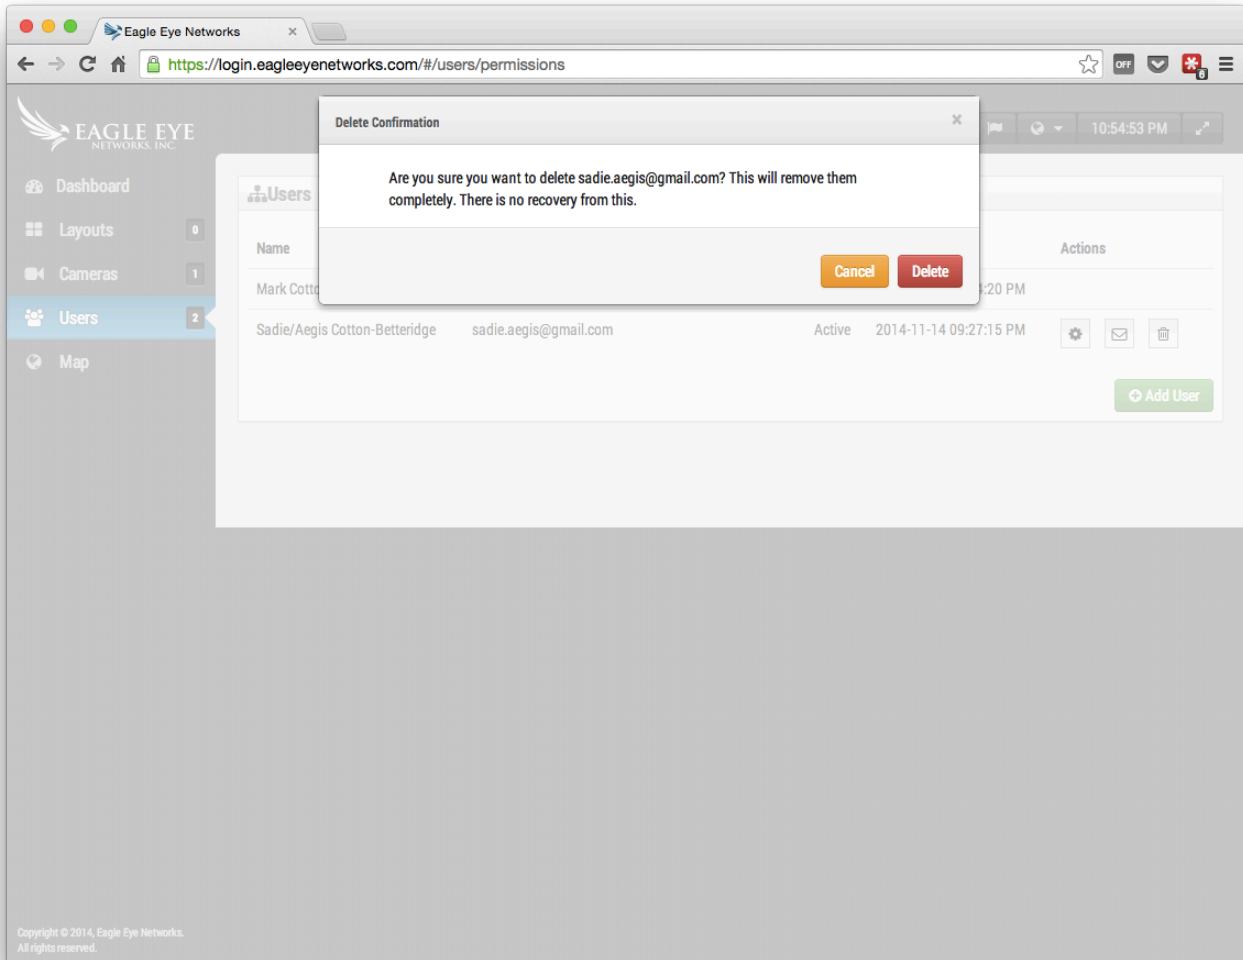 Eagle Eye Networks
https://login.eagleeyenetworks.com/#/users/permissions
OFF
6
EAGLE EYE
NETWORKS, INC.
Delete Confirmation
10:54:53 PM
Are you sure you want to delete sadie.aegis@gmail.com? This will remove them
completely. There is no recovery from this.
Cancel
Delete
Dashboard
Layouts 0
Cameras 1
Users 2
Map
Users
Name
Actions
Mark Cotto
:20 PM
Sadie/Aegis Cotton-Betteridge sadie.aegis@gmail.com Active 2014-11-14 09:27:15 PM
Add User
Copyright © 2014, Eagle Eye Networks.
All rights reserved.